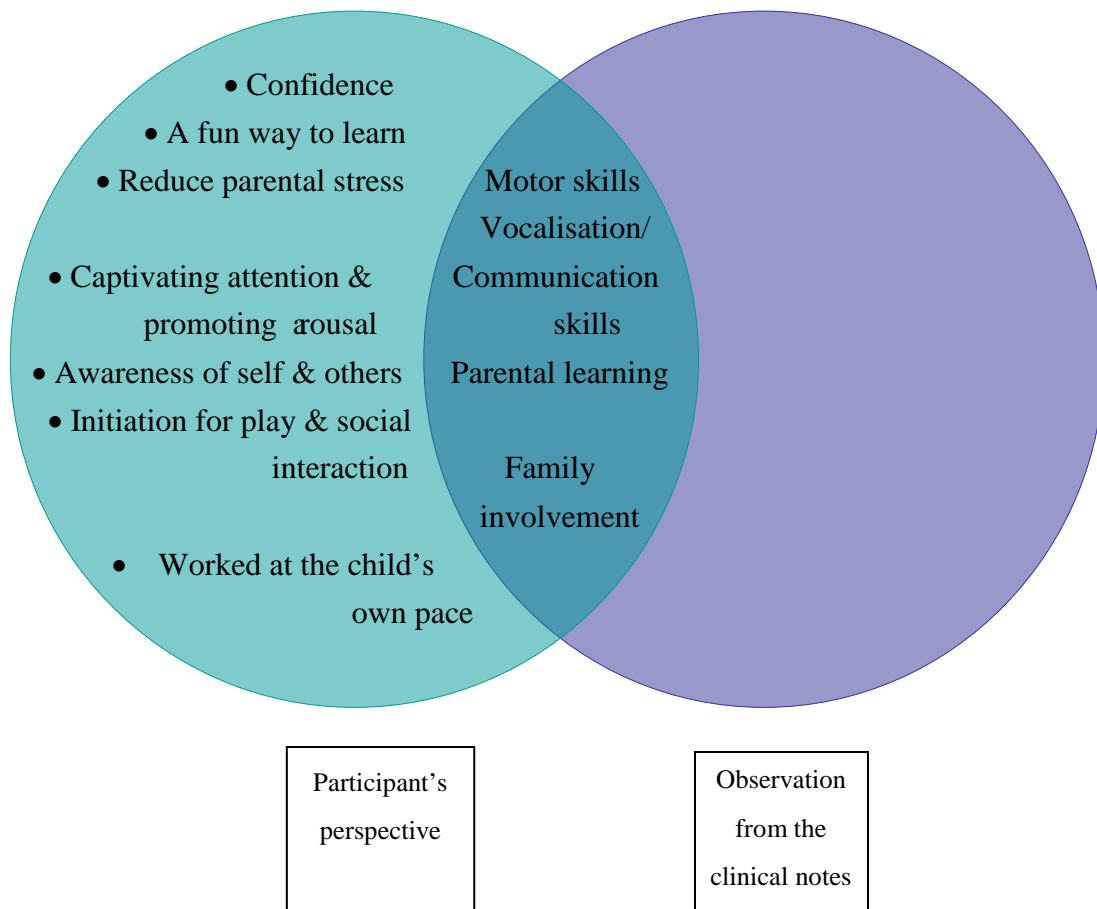 • Confidence
• A fun way to learn
• Reduce parental stress
• Captivating attention &
promoting arousal
• Awareness of self & others
• Initiation for play & social
interaction
• Worked at the child’s
own pace
Motor skills
Vocalisation/
Communication
skills
Parental learning
Family
involvement
Participant’s
perspective
Observation
from the
clinical notes